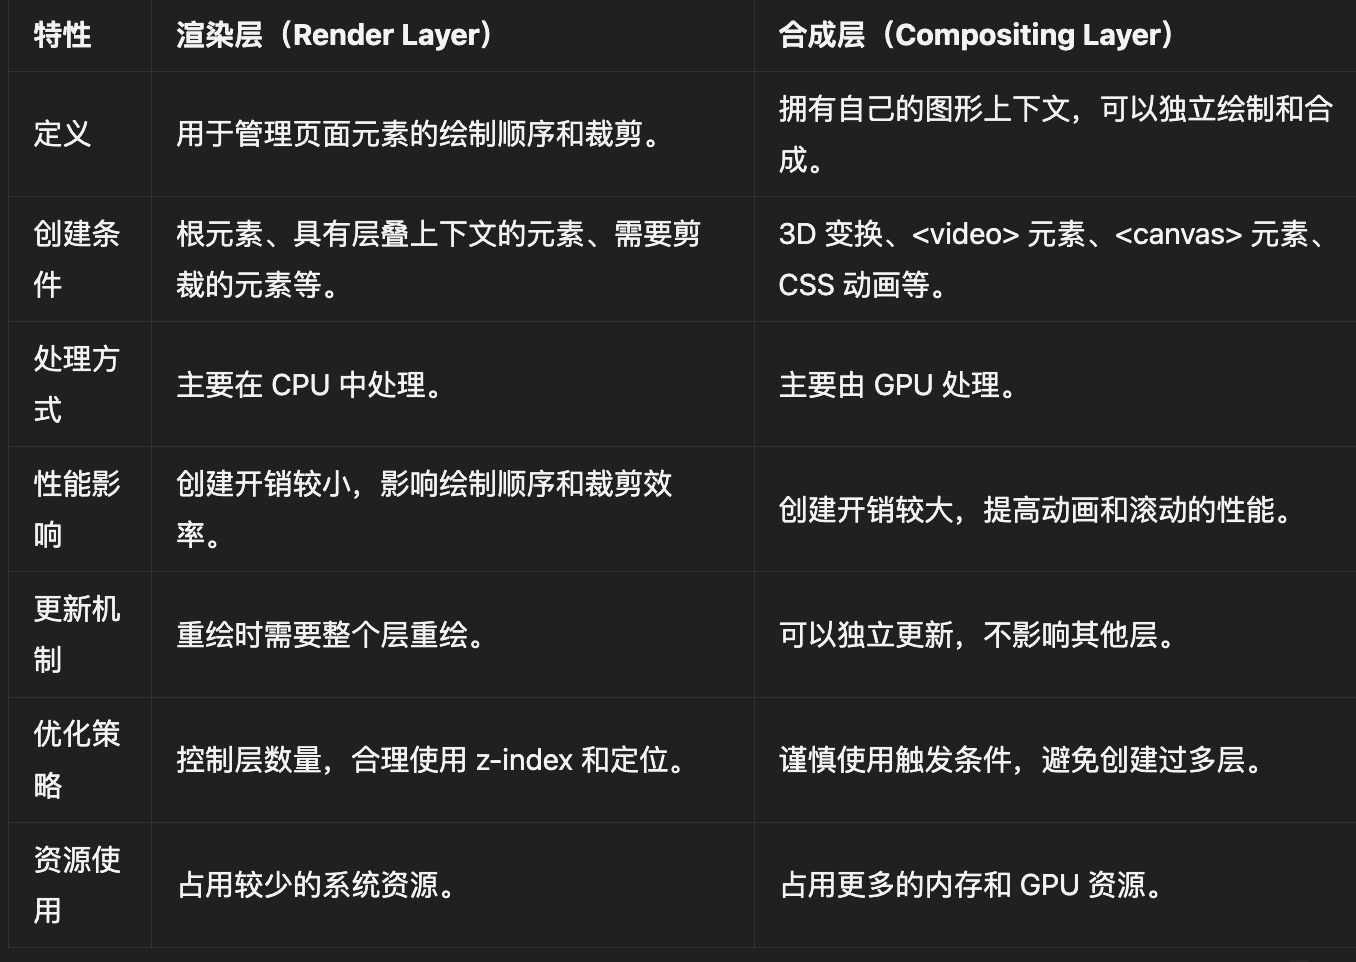 特性
渲染层（Render Layer）
合成层（Compositing Layer）
定义
用于管理页面元素的绘制顺序和裁剪。
拥有自己的图形上下文，可以独立绘制和合
成。
创建条
件
根元素、具有层叠上下文的元素、需要剪
裁的元素等。
3D 变换、<video> 元素、<canvas> 元素、
CSS 动画等。
处理方
式
主要在 CPU 中处理。
主要由 GPU 处理。
性能影
响
创建开销较小，影响绘制顺序和裁剪效
率。
创建开销较大，提高动画和滚动的性能。
更新机
制
重绘时需要整个层重绘。
可以独立更新，不影响其他层。
优化策
略
控制层数量，合理使用 z-index 和定位。
谨慎使用触发条件，避免创建过多层。
资源使
用
占用较少的系统资源。
占用更多的内存和 GPU 资源。